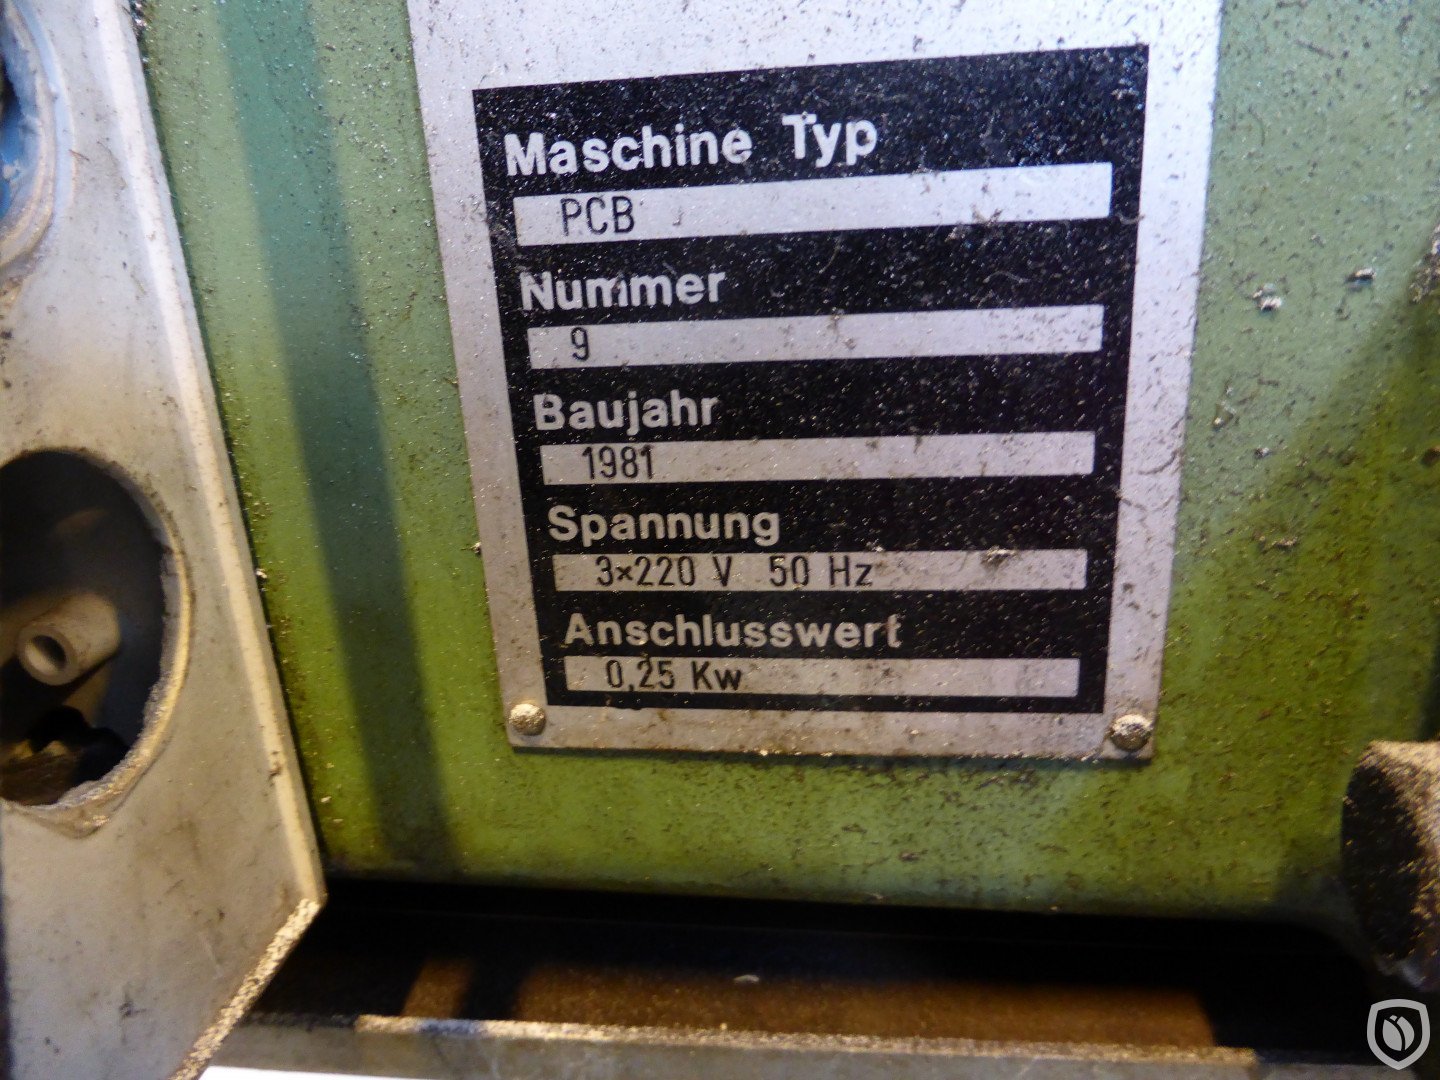 Maschine Typ
PCB
Nummer
9
Baujahr
1981
Spannung
3×220 V 50 Hz
Anschlusswert
0,25 Kw